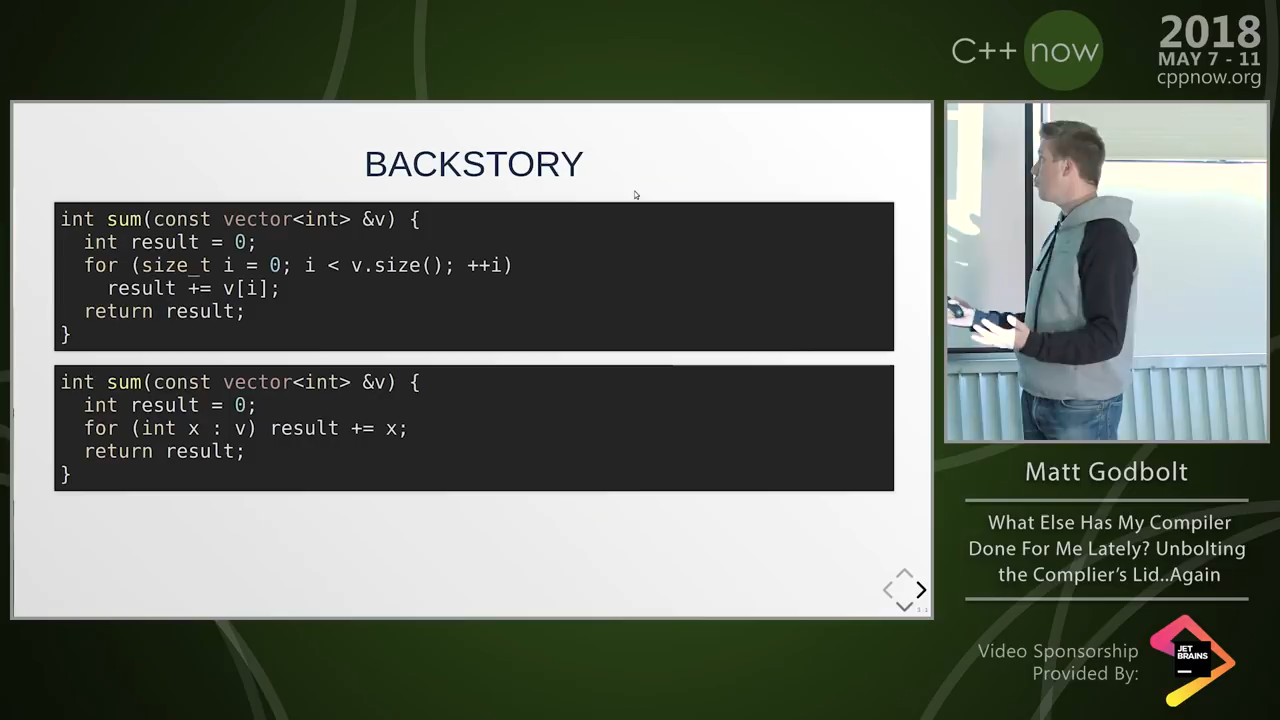 C++ now
2018
MAY 7 - 11
cppnow.org
BACKSTORY
int sum(const vector<int> &v) {
  int result = 0;
  for (size_t i = 0; i < v.size(); ++i)
    result += v[i];
  return result;
}
int sum(const vector<int> &v) {
  int result = 0;
  for (int x : v) result += x;
  return result;
}
Matt Godbolt
What Else Has My Compiler
Done For Me Lately? Unbolting
the Complier’s Lid..Again
Video Sponsorship
Provided By:
JET
BRAINS